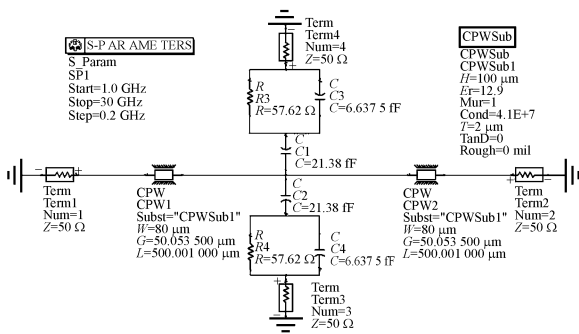 S-PAR AME TERS
S_Param
SP1
Start=1.0 GHz
Stop=30 GHz
Step=0.2 GHz
Term
Term4
Num=4
Z=50 Ω
CPWSub
CPWSub
CPWSub1
H=100 μm
Er=12.9
Mur=1
Cond=4.1E+7
T=2 μm
TanD=0
Rough=0 mil
R
R3
R=57.62 Ω
C
C3
C=6.637 5 fF
C
C1
C=21.38 fF
Term
Term1
Num=1
Z=50 Ω
CPW
CPW1
Subst="CPWSub1"
W=80 μm
G=50.053 500 μm
L=500.001 000 μm
C
C2
C=21.38 fF
CPW
CPW2
Subst="CPWSub1"
W=80 μm
G=50.053 500 μm
L=500.001 000 μm
Term
Term2
Num=2
Z=50 Ω
R
R4
R=57.62 Ω
C
C4
C=6.637 5 fF
Term
Term3
Num=3
Z=50 Ω